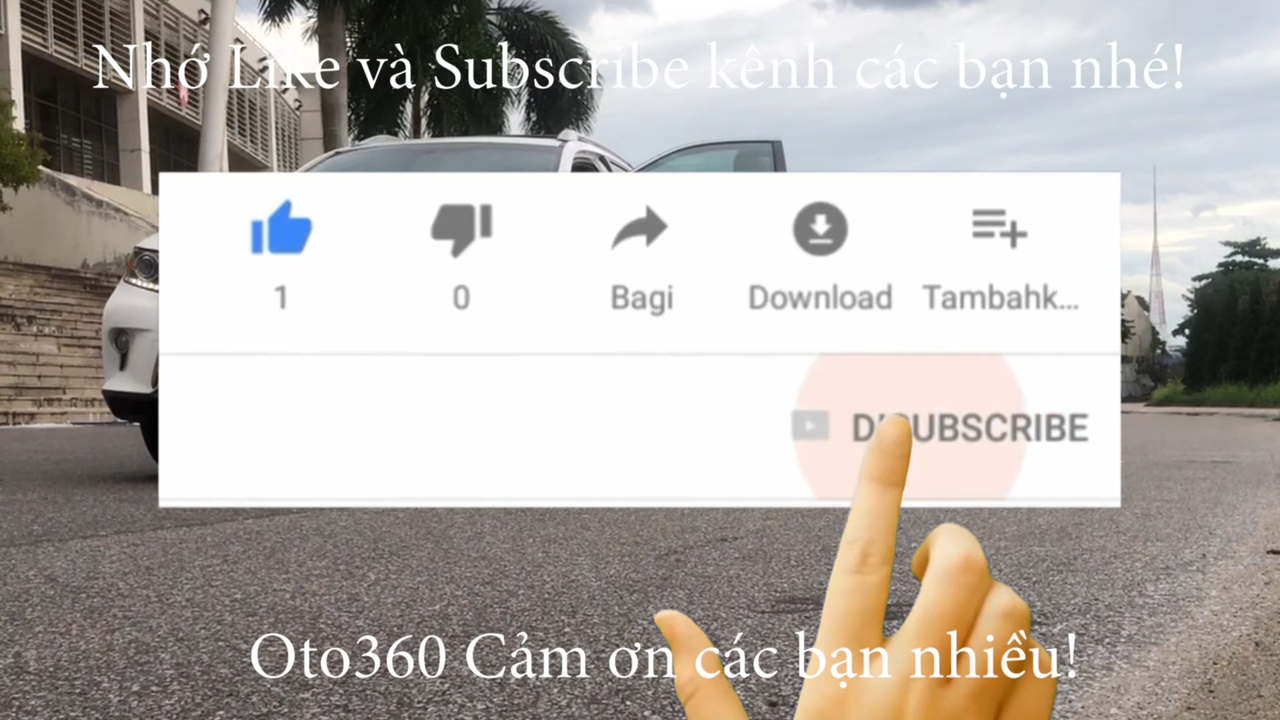 Nhớ Like và Subscribe kênh các bạn nhé!
1 0 Bagi Download Tambahk...
Oto360 Cảm ơn các bạn nhiều!